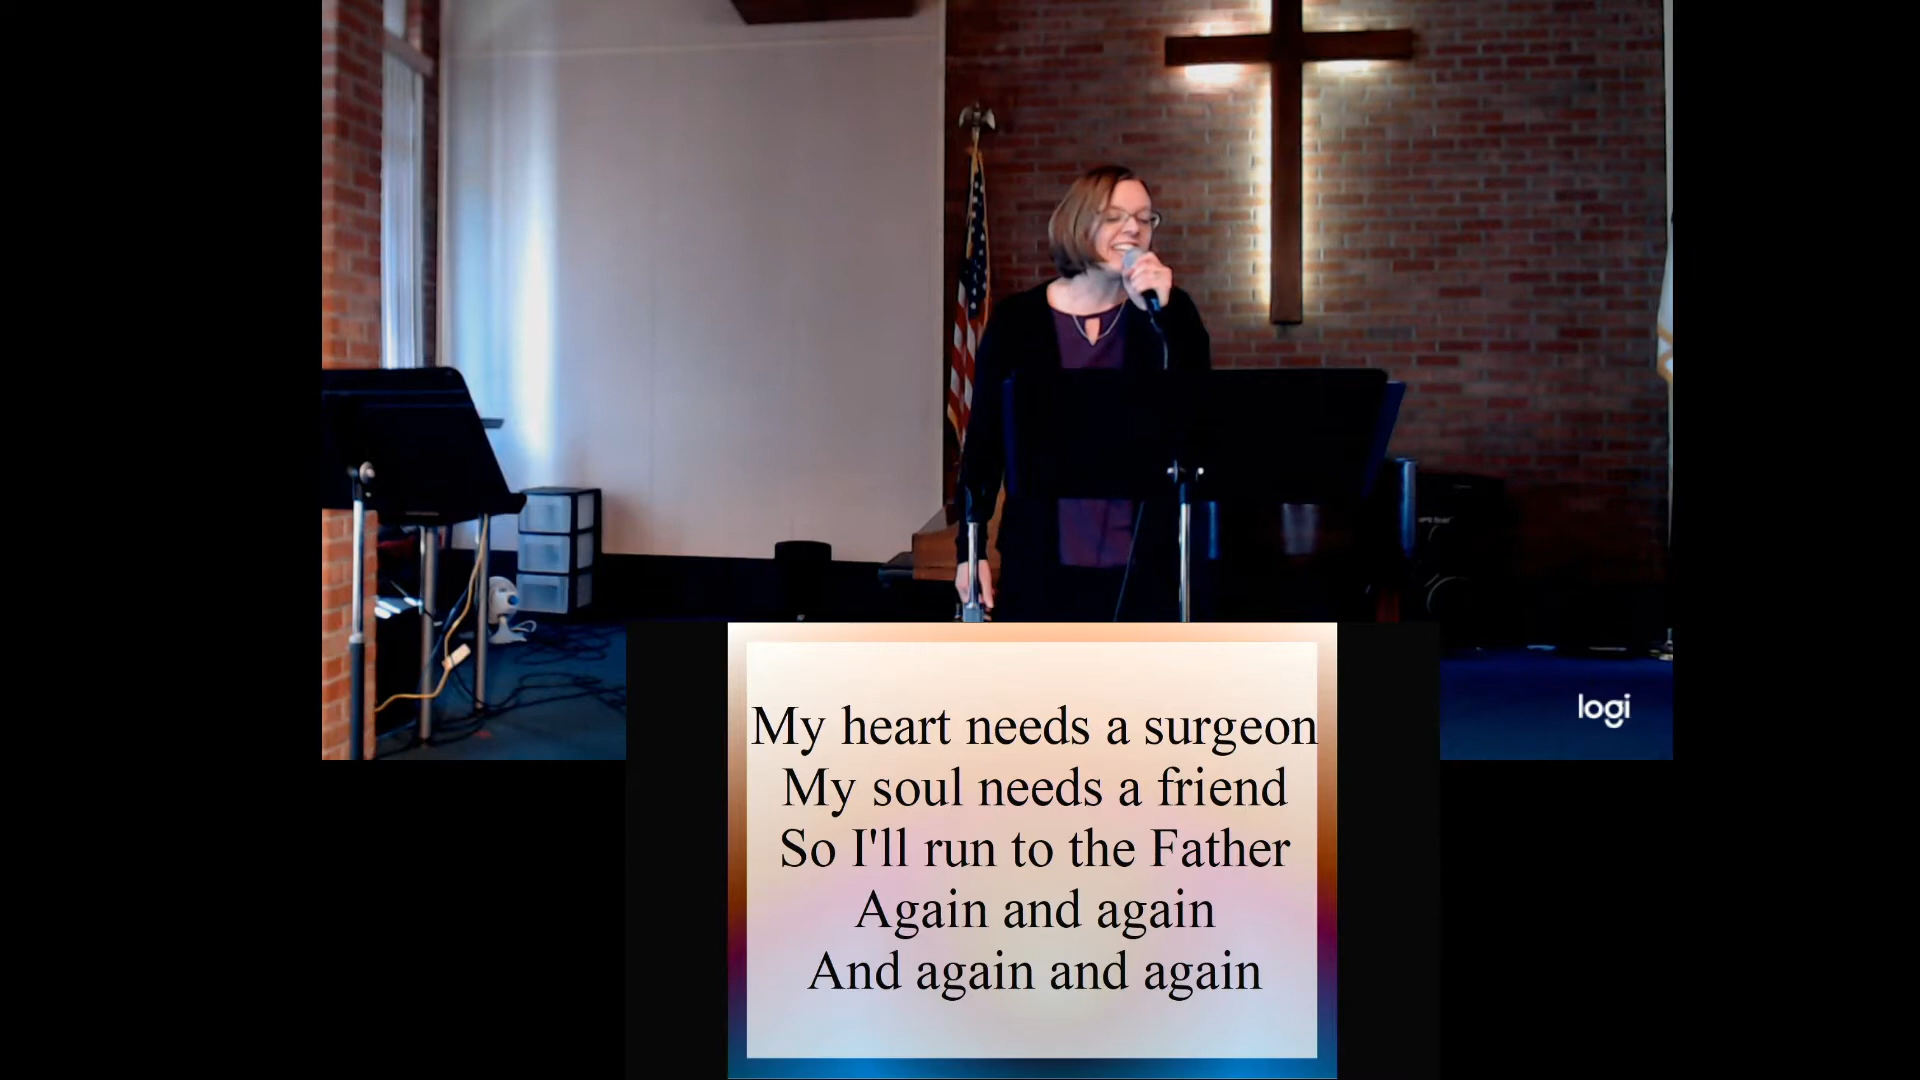 logi
My heart needs a surgeon
My soul needs a friend
So I'll run to the Father
Again and again
And again and again